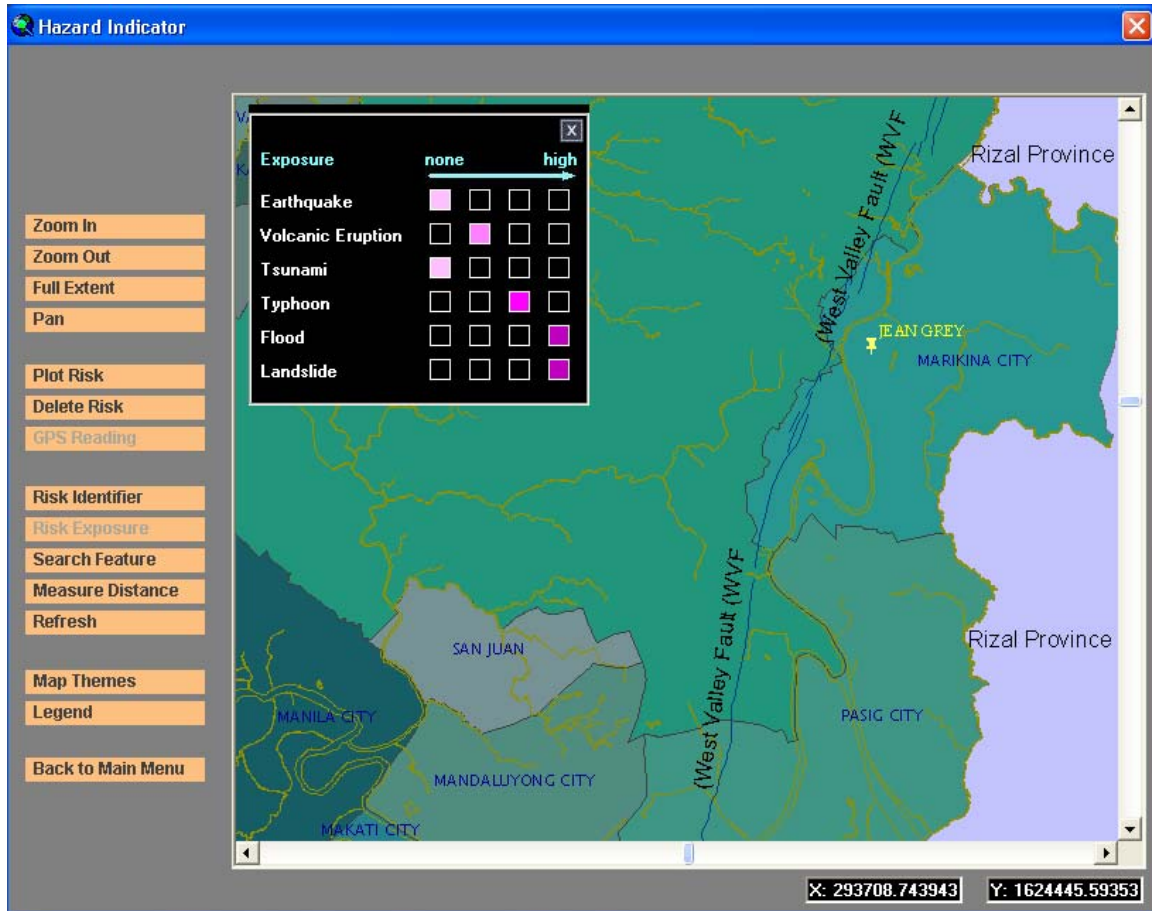 Hazard Indicator
X
Exposure none high
Earthquake
Volcanic Eruption
Tsunami
Typhoon
Flood
Landslide
Zoom In
Zoom Out
Full Extent
Pan
Plot Risk
Delete Risk
GPS Reading
Risk Identifier
Risk Exposure
Search Feature
Measure Distance
Refresh
Map Themes
Legend
Back to Main Menu
(West Valley Fault (WVF
Rizal Province
JEAN GREY
MARIKINA CITY
(West Valley Fault (WVF
Rizal Province
SAN JUAN
MANILA CITY
PASIG CITY
MANDALUYONG CITY
MAKATI CITY
X: 293708.743943 Y: 1624445.59353